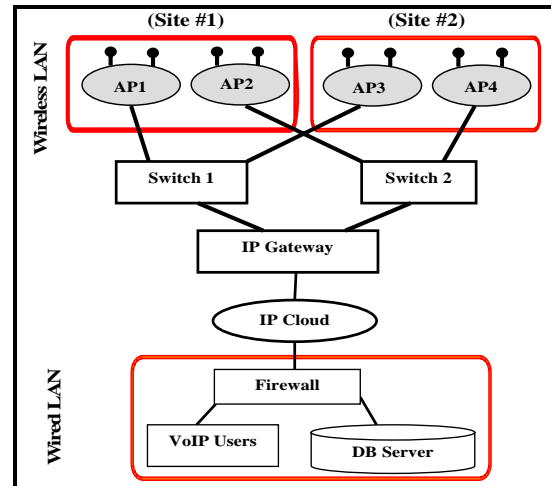 (Site #1)
(Site #2)
Wireless LAN
AP1
AP2
AP3
AP4
Switch 1
Switch 2
IP Gateway
IP Cloud
Wired LAN
Firewall
VoIP Users
DB Server